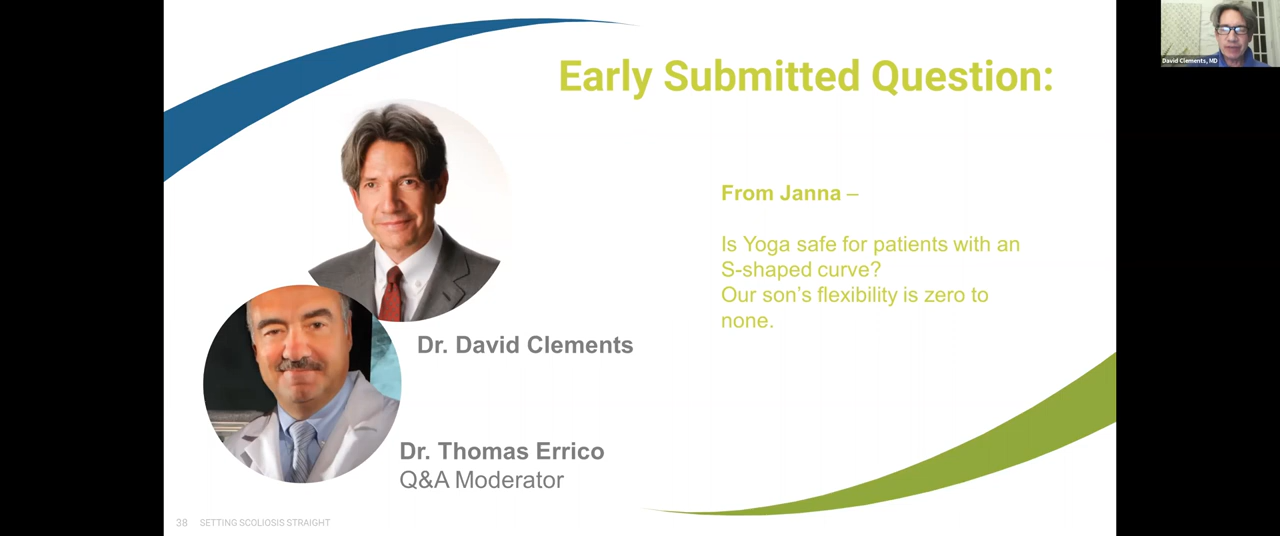 Early Submitted Question:
David Clements, MD
From Janna –
Is Yoga safe for patients with an
S-shaped curve?
Our son's flexibility is zero to
none.
Dr. David Clements
Dr. Thomas Errico
Q&A Moderator
38 SETTING SCOLIOSIS STRAIGHT